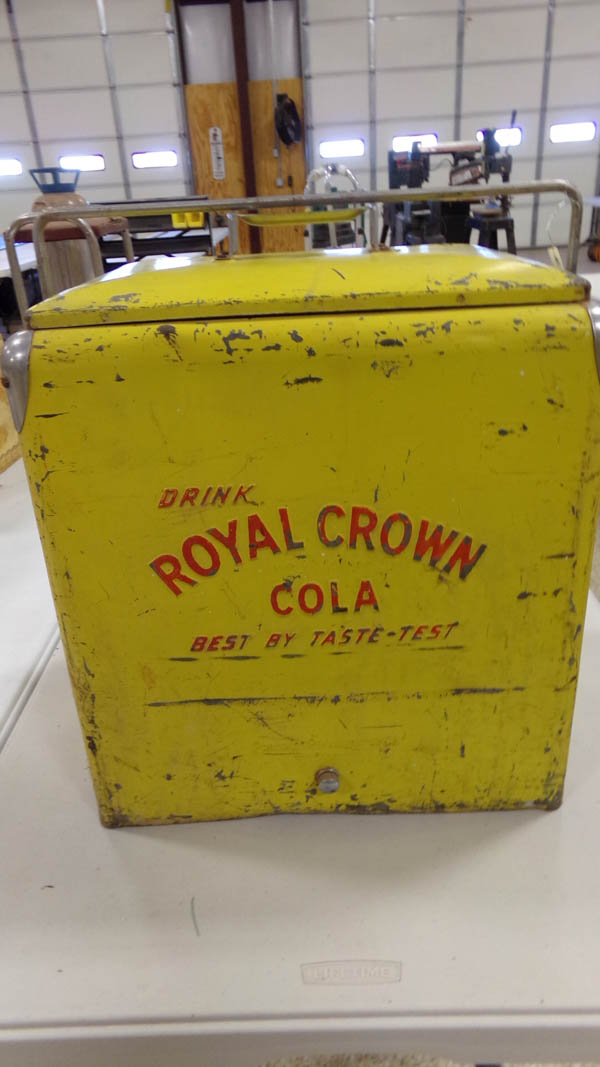 DRINK
ROYAL CROWN
COLA
BEST BY TASTE-TEST
LIFETIME